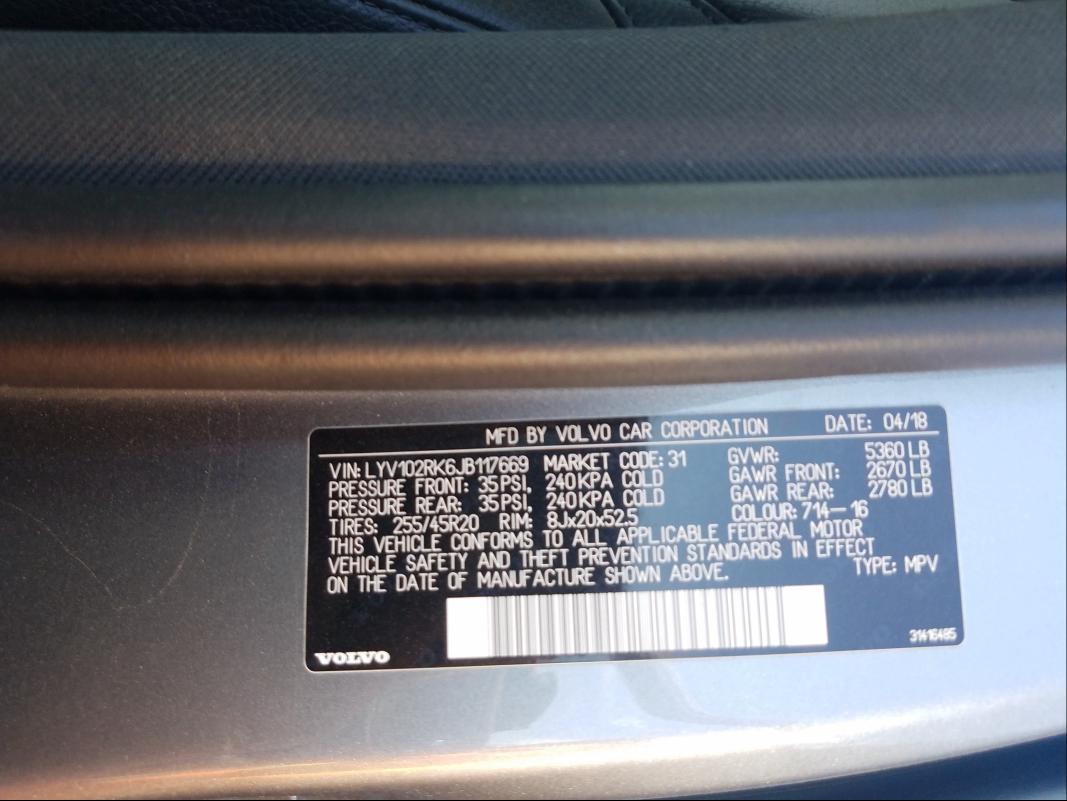 MFD BY VOLVO CAR CORPORATION DATE: 04/18
VIN: LYV102RK6JB117669 MARKET CODE: 31 GVWR: 5360 LB
PRESSURE FRONT: 35 PSI, 240 KPA COLD GAWR FRONT: 2670 LB
PRESSURE REAR: 35 PSI, 240 KPA COLD GAWR REAR: 2780 LB
TIRES: 255/45R20 RIM: 8Jx20x52.5 COLOUR: 714-16
THIS VEHICLE CONFORMS TO ALL APPLICABLE FEDERAL MOTOR
VEHICLE SAFETY AND THEFT PREVENTION STANDARDS IN EFFECT
ON THE DATE OF MANUFACTURE SHOWN ABOVE. TYPE: MPV
31416485
VOLVO